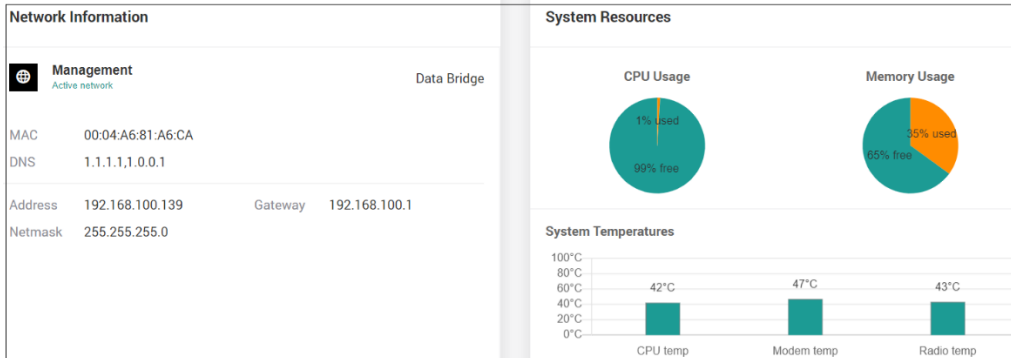 Network Information
Management
Active network
Data Bridge
MAC 00:04:A6:81:A6:CA
DNS 1.1.1.1,1.0.0.1
Address 192.168.100.139 Gateway 192.168.100.1
Netmask 255.255.255.0
System Resources
CPU Usage Memory Usage
1% used
99% free
35% used
65% free
System Temperatures
100°C
80°C
60°C
40°C
20°C
0°C
42°C 47°C 43°C
CPU temp Modem temp Radio temp